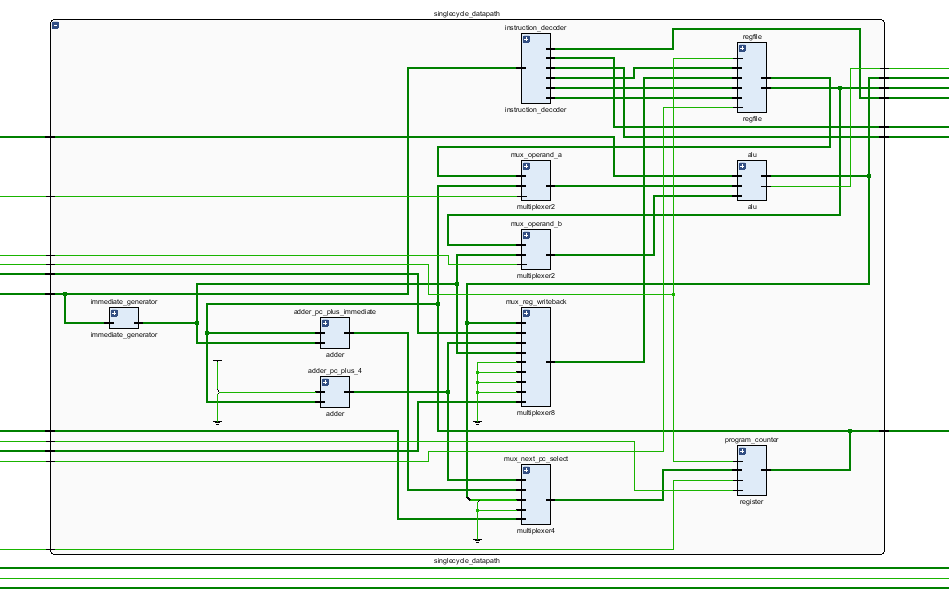 singlecycle_datapath
instruction_decoder
instruction_decoder
regfile
regfile
mux_operand_a
multiplexer2
alu
alu
mux_operand_b
multiplexer2
immediate_generator
immediate_generator
adder_pc_plus_immediate
adder
mux_reg_writeback
multiplexer8
adder_pc_plus_4
adder
program_counter
register
mux_next_pc_select
multiplexer4
singlecycle_datapath